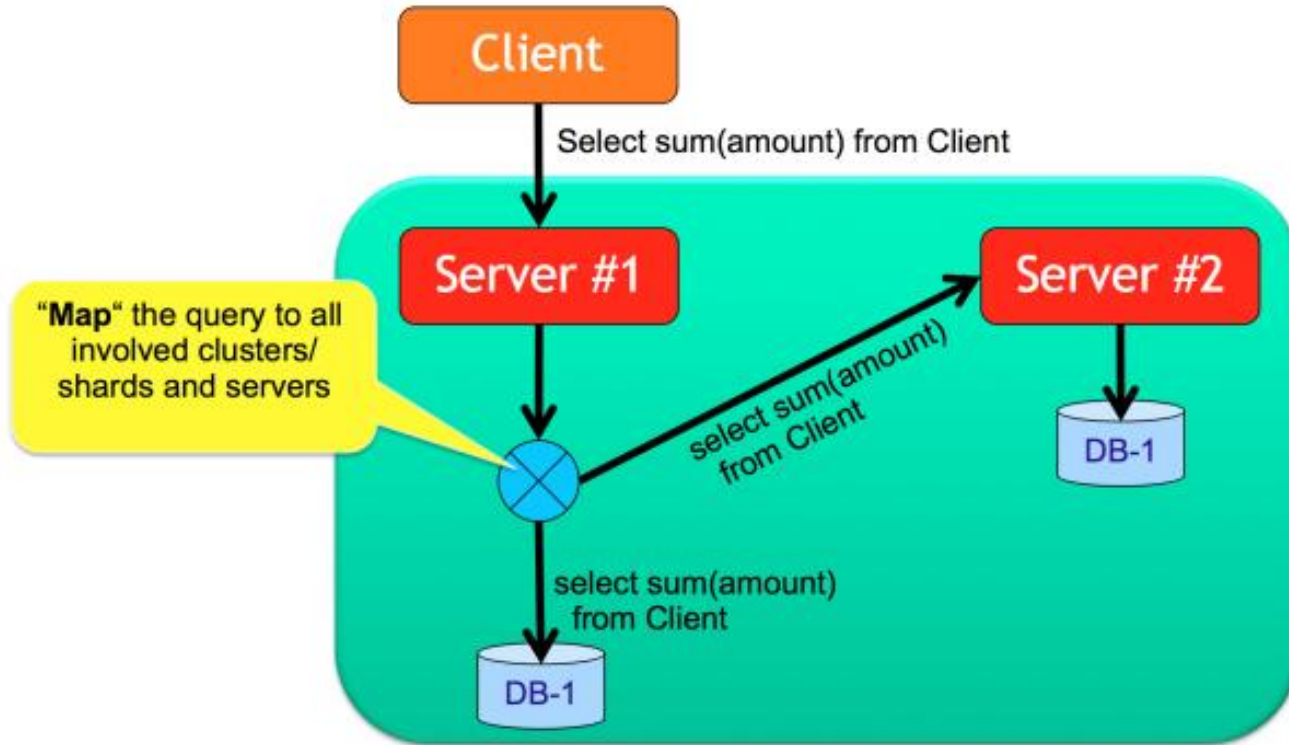 Client
Select sum(amount) from Client
Server #1
Server #2
“Map“ the query to all
involved clusters/
shards and servers
select sum(amount)
from Client
DB-1
select sum(amount)
from Client
DB-1